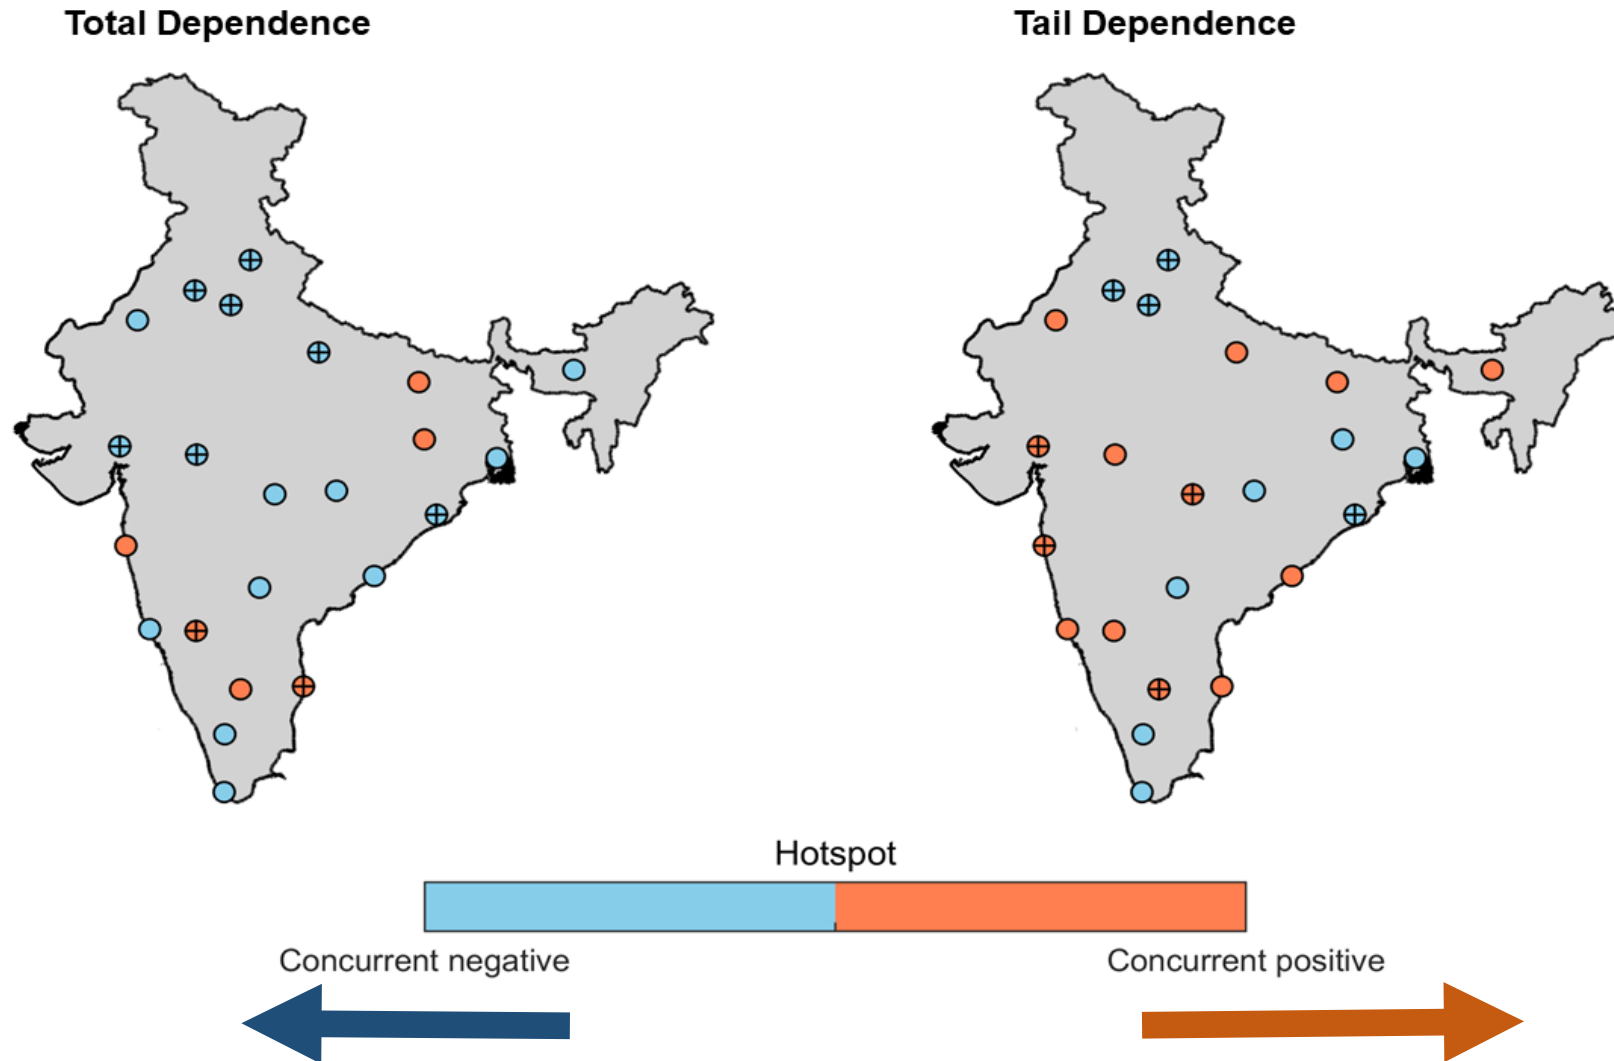 Total Dependence
Tail Dependence
Hotspot
Concurrent negative
Concurrent positive